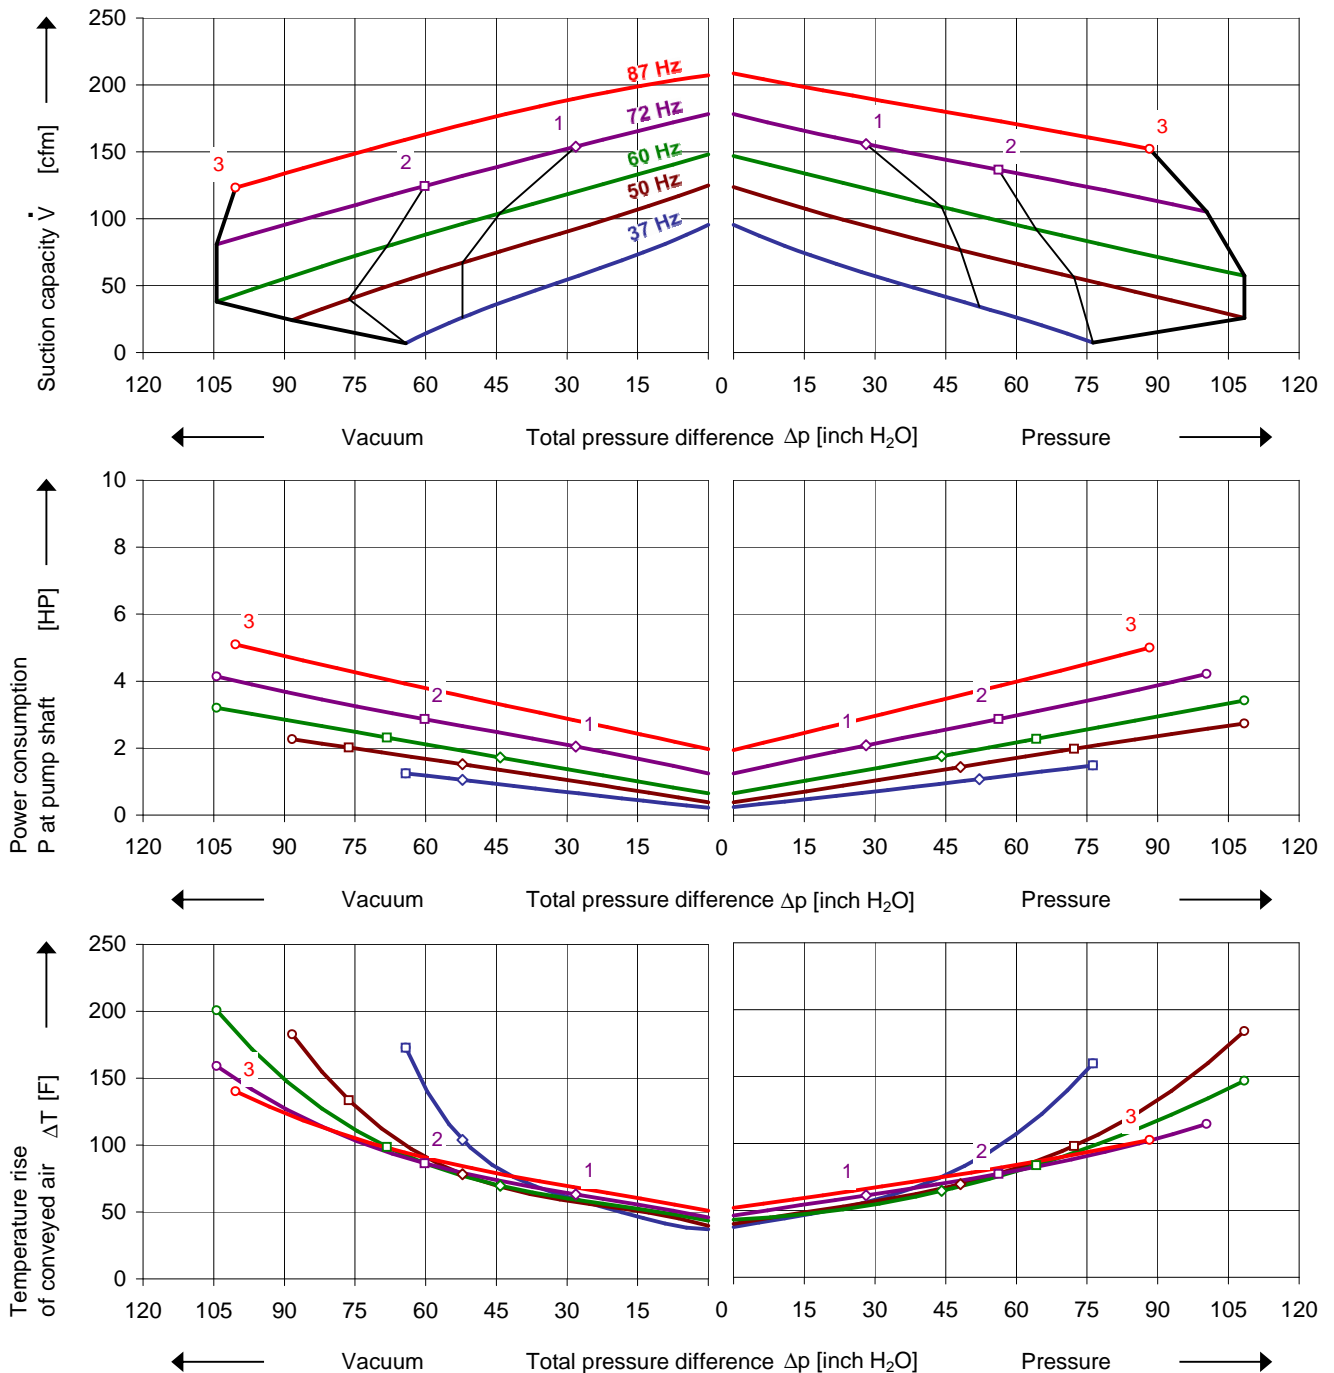 250
200
150
100
50
0
Suction capacity V̇ [cfm]
87 Hz
72 Hz
60 Hz
50 Hz
37 Hz
3
2
1
1
2
3
120 105 90 75 60 45 30 15 0 15 30 45 60 75 90 105 120
Vacuum Total pressure difference Δp [inch H₂O] Pressure
10
8
6
4
2
0
Power consumption
P at pump shaft [HP]
3
2
1
1
2
3
120 105 90 75 60 45 30 15 0 15 30 45 60 75 90 105 120
Vacuum Total pressure difference Δp [inch H₂O] Pressure
250
200
150
100
50
0
Temperature rise
of conveyed air ΔT [F]
3
2
1
1
2
3
120 105 90 75 60 45 30 15 0 15 30 45 60 75 90 105 120
Vacuum Total pressure difference Δp [inch H₂O] Pressure